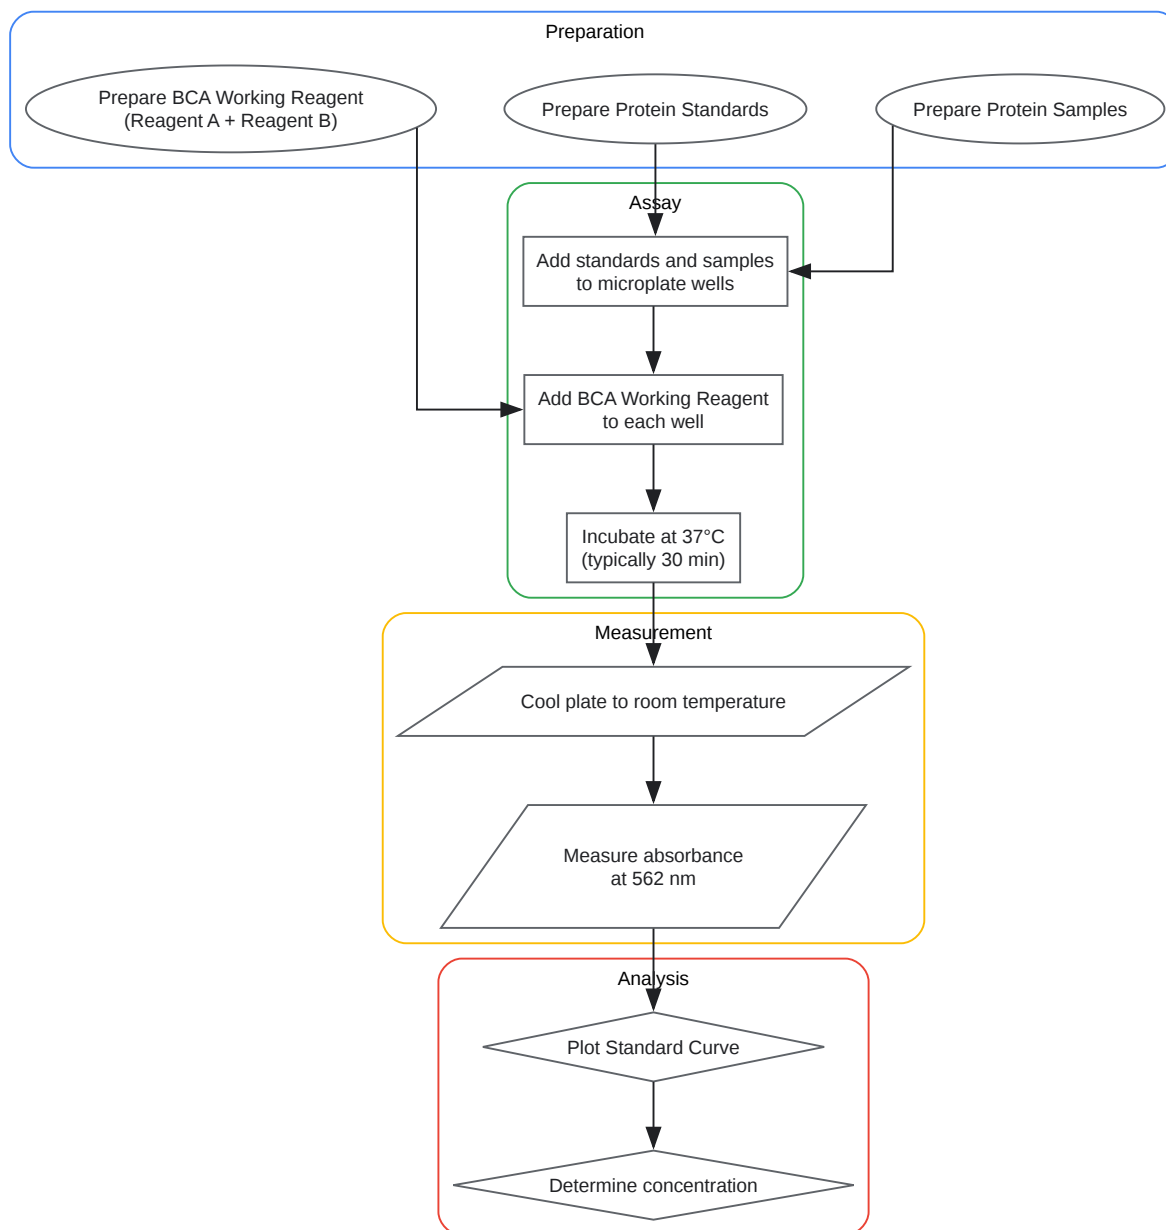 Preparation
Prepare BCA Working Reagent
(Reagent A + Reagent B)
Prepare Protein Standards
Prepare Protein Samples
Assay
Add standards and samples
to microplate wells
Add BCA Working Reagent
to each well
Incubate at 37°C
(typically 30 min)
Measurement
Cool plate to room temperature
Measure absorbance
at 562 nm
Analysis
Plot Standard Curve
Determine concentration